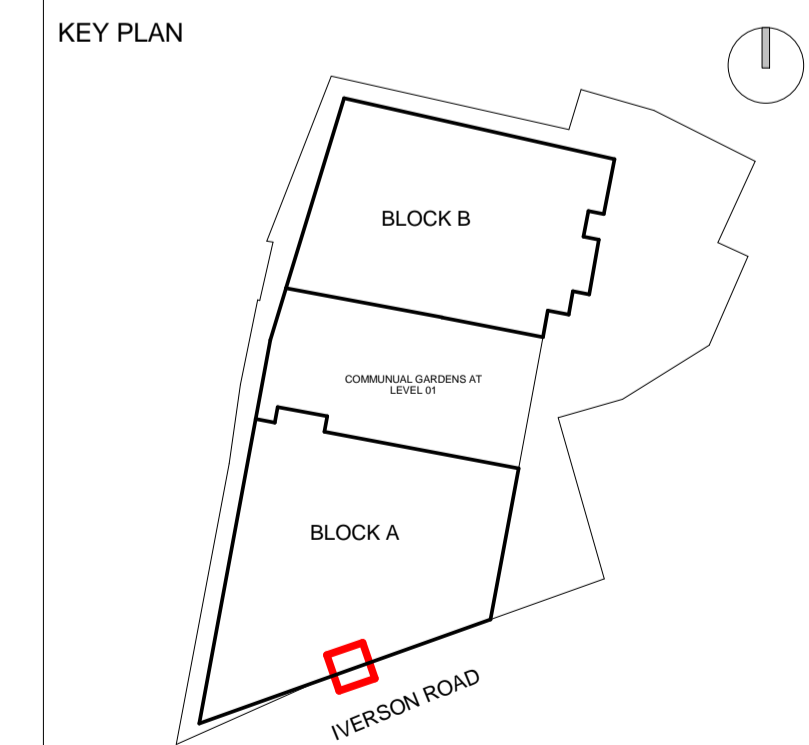 KEY PLAN
BLOCK B
COMMUNUAL GARDENS AT
LEVEL 01
BLOCK A
IVERSON ROAD